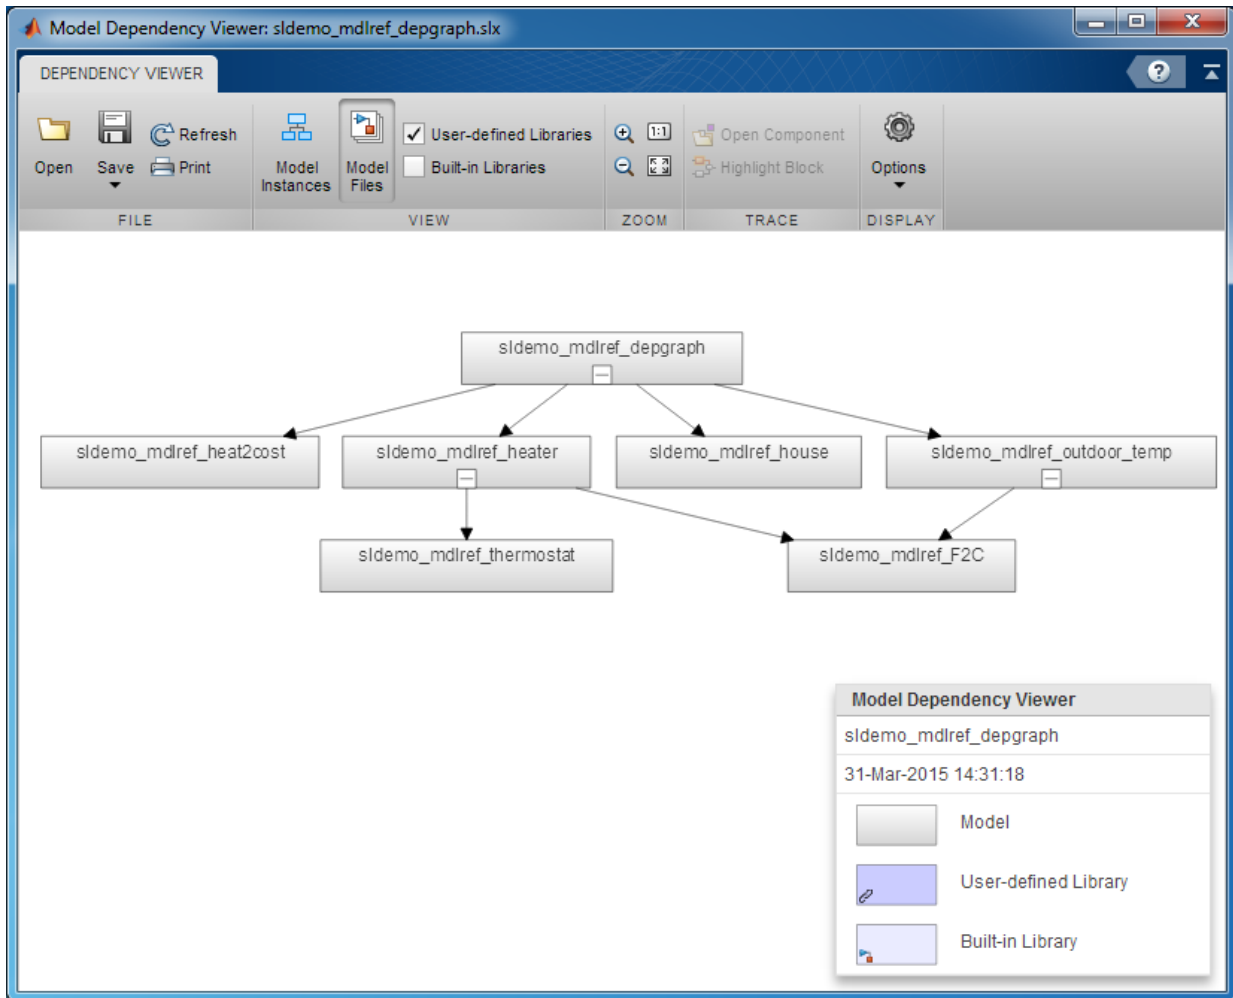 Model Dependency Viewer: sldemo_mdlref_depgraph.slx
DEPENDENCY VIEWER
?
Open
Save
Refresh
Print
Model Instances
Model Files
User-defined Libraries
Built-in Libraries
1:1
Open Component
Highlight Block
Options
FILE
VIEW
ZOOM
TRACE
DISPLAY
sldemo_mdlref_depgraph
sldemo_mdlref_heat2cost
sldemo_mdlref_heater
sldemo_mdlref_house
sldemo_mdlref_outdoor_temp
sldemo_mdlref_thermostat
sldemo_mdlref_F2C
Model Dependency Viewer
sldemo_mdlref_depgraph
31-Mar-2015 14:31:18
Model
User-defined Library
Built-in Library